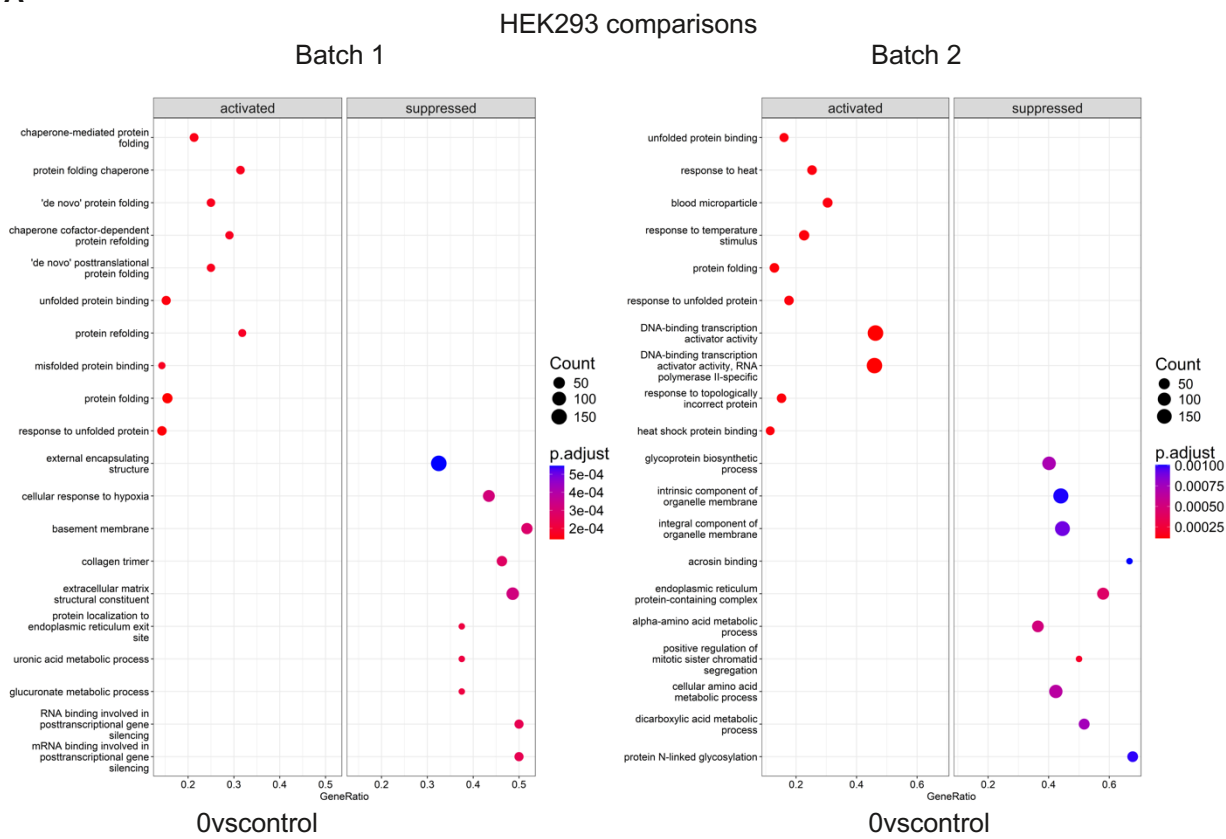 HEK293 comparisons
Batch 1
activated
suppressed
chaperone-mediated protein
folding
protein folding chaperone
'de novo' protein folding
chaperone cofactor-dependent
protein refolding
'de novo' posttranslational
protein folding
unfolded protein binding
protein refolding
misfolded protein binding
protein folding
response to unfolded protein
external encapsulating
structure
cellular response to hypoxia
basement membrane
collagen trimer
extracellular matrix
structural constituent
protein localization to
endoplasmic reticulum exit
site
uronic acid metabolic process
glucuronate metabolic process
RNA binding involved in
posttranscriptional gene
silencing
mRNA binding involved in
posttranscriptional gene
silencing
0.2 0.3 0.4 0.5 0.2 0.3 0.4 0.5
GeneRatio
Count
50
100
150
p.adjust
5e-04
4e-04
3e-04
2e-04
0vscontrol
Batch 2
activated
suppressed
unfolded protein binding
response to heat
blood microparticle
response to temperature
stimulus
protein folding
response to unfolded protein
DNA-binding transcription
activator activity
DNA-binding transcription
activator activity, RNA
polymerase II-specific
response to topologically
incorrect protein
heat shock protein binding
glycoprotein biosynthetic
process
intrinsic component of
organelle membrane
integral component of
organelle membrane
acrosin binding
endoplasmic reticulum
protein-containing complex
alpha-amino acid metabolic
process
positive regulation of
mitotic sister chromatid
segregation
cellular amino acid
metabolic process
dicarboxylic acid metabolic
process
protein N-linked glycosylation
0.2 0.4 0.6 0.2 0.4 0.6
GeneRatio
Count
50
100
150
p.adjust
0.00100
0.00075
0.00050
0.00025
0vscontrol